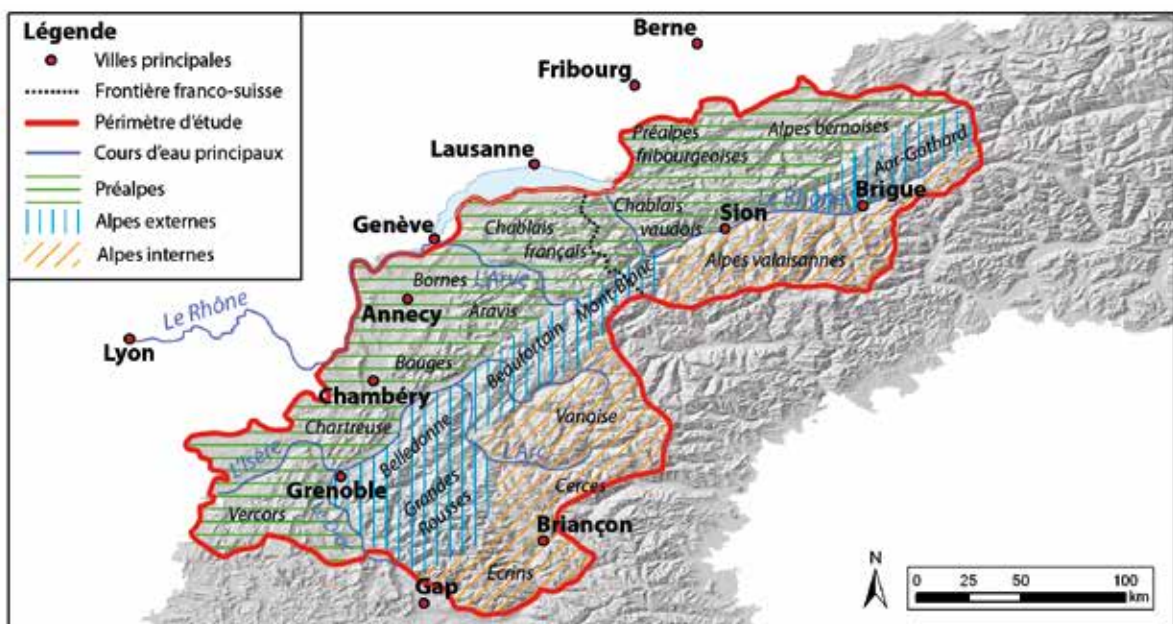 Légende
Villes principales
Frontière franco-suisse
Périmètre d'étude
Cours d'eau principaux
Préalpes
Alpes externes
Alpes internes
Berne
Fribourg
Lausanne
Genève
Annecy
Lyon
Chambéry
Grenoble
Briançon
Gap
Sion
Brigue
Préalpes
fribourgeoises
Alpes bernoises
Aar-Gothard
Le Rhône
Chablais
vaudois
Chablais
français
Alpes valaisannes
Bornes
L'Arve
Mont-Blanc
Aravis
Beaufortain
Bauges
Le Rhône
Vanoise
Chartreuse
Belledonne
L'Arc
L'Isère
Cerces
Grandes
Rousses
Vercors
Ecrins
N
0 25 50 100
km